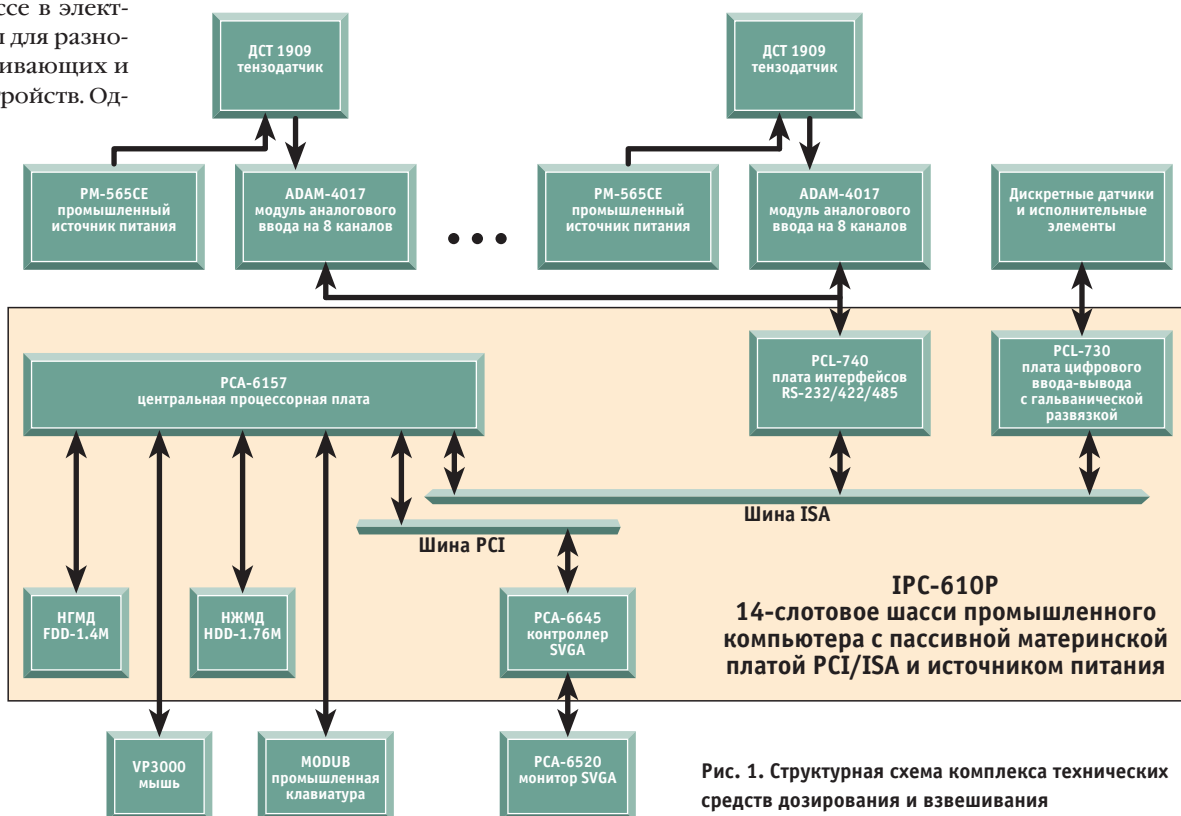 ссе в элект-
для разно-
ивающих и
тройств. Од-
ДСТ 1909
тензодатчик
ДСТ 1909
тензодатчик
PM-565CE
промышленный
источник питания
ADAM-4017
модуль аналогового
ввода на 8 каналов
PM-565CE
промышленный
источник питания
ADAM-4017
модуль аналогового
ввода на 8 каналов
Дискретные датчики
и исполнительные
элементы
PCA-6157
центральная процессорная плата
PCL-740
плата интерфейсов
RS-232/422/485
PCL-730
плата цифрового
ввода-вывода
с гальванической
развязкой
Шина ISA
Шина PCI
НГМД
FDD-1.4M
НЖМД
HDD-1.76M
PCA-6645
контроллер
SVGA
IPC-610P
14-слотовое шасси промышленного
компьютера с пассивной материнской
платой PCI/ISA и источником питания
VP3000
мышь
MODUB
промышленная
клавиатура
PCA-6520
монитор SVGA
Рис. 1. Структурная схема комплекса технических
средств дозирования и взвешивания